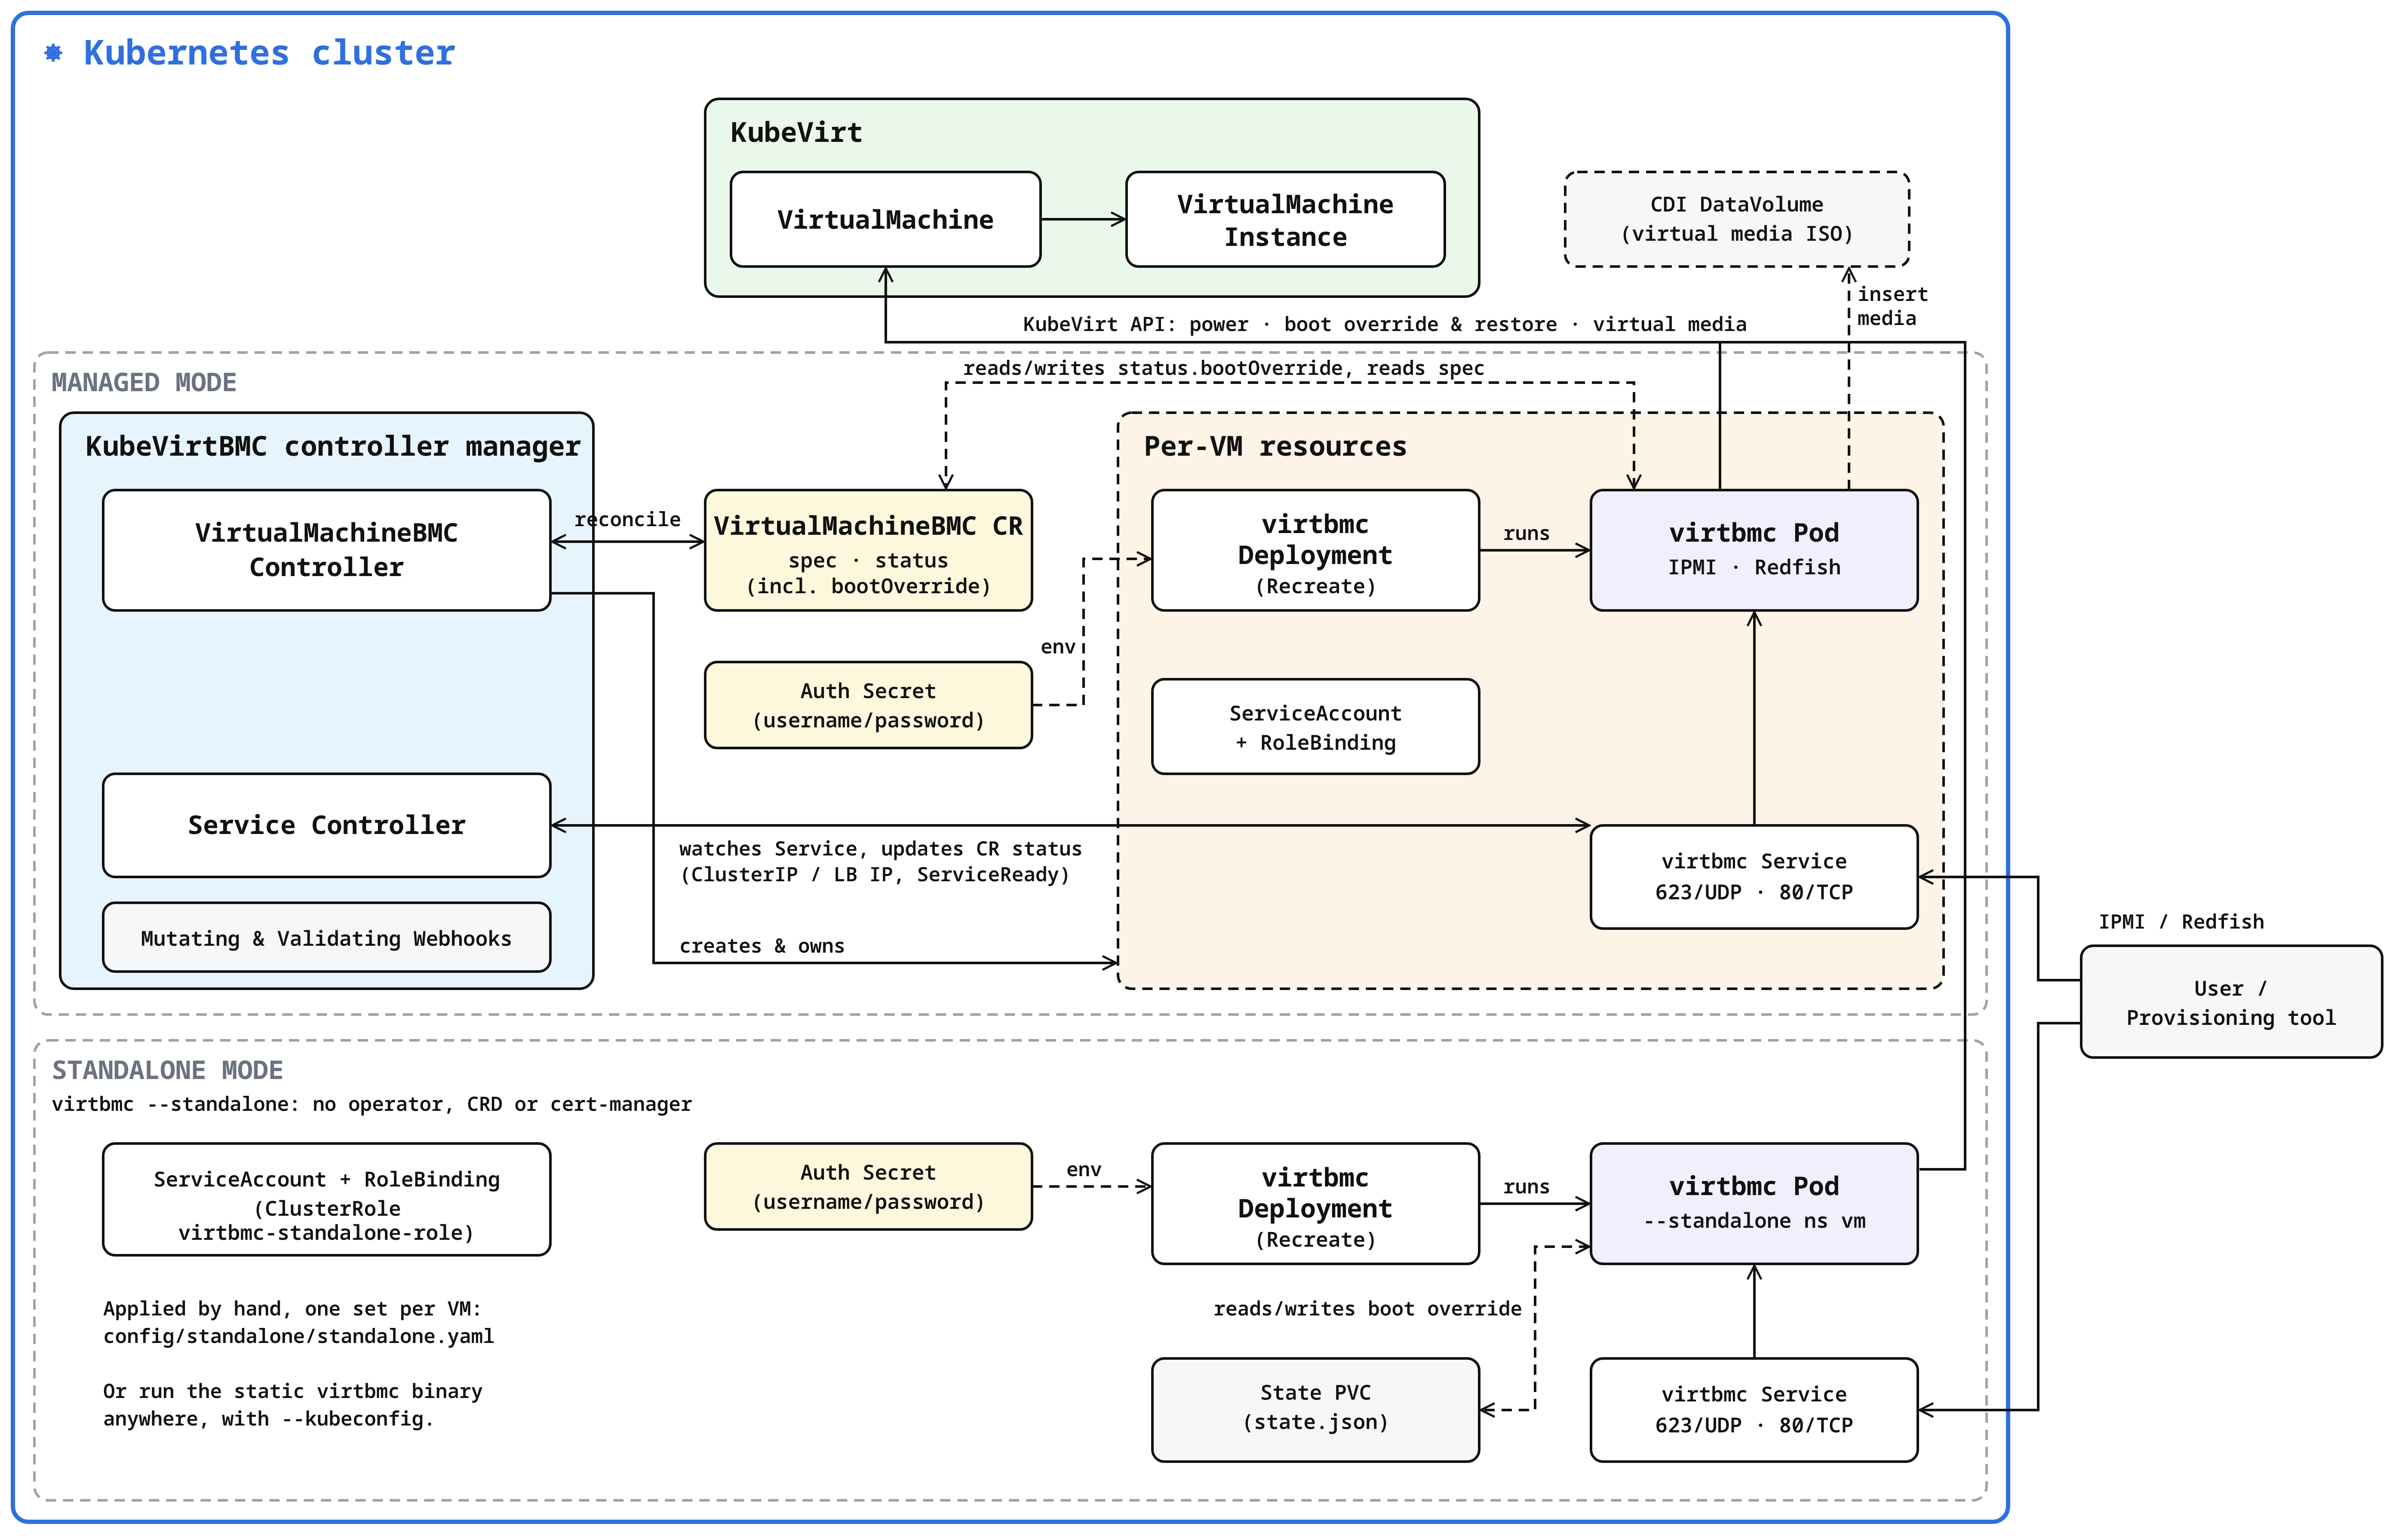 Kubernetes cluster
KubeVirt
VirtualMachine
VirtualMachine
Instance
CDI DataVolume
(virtual media ISO)
insert
media
KubeVirt API: power · boot override & restore · virtual media
MANAGED MODE
reads/writes status.bootOverride, reads spec
KubeVirtBMC controller manager
VirtualMachineBMC
Controller
reconcile
VirtualMachineBMC CR
spec · status
(incl. bootOverride)
Per-VM resources
virtbmc
Deployment
(Recreate)
runs
virtbmc Pod
IPMI · Redfish
env
Auth Secret
(username/password)
ServiceAccount
+ RoleBinding
Service Controller
watches Service, updates CR status
(ClusterIP / LB IP, ServiceReady)
virtbmc Service
623/UDP · 80/TCP
Mutating & Validating Webhooks
creates & owns
IPMI / Redfish
User /
Provisioning tool
STANDALONE MODE
virtbmc --standalone: no operator, CRD or cert-manager
ServiceAccount + RoleBinding
(ClusterRole
virtbmc-standalone-role)
Auth Secret
(username/password)
env
virtbmc
Deployment
(Recreate)
runs
virtbmc Pod
--standalone ns vm
Applied by hand, one set per VM:
config/standalone/standalone.yaml
reads/writes boot override
Or run the static virtbmc binary
anywhere, with --kubeconfig.
State PVC
(state.json)
virtbmc Service
623/UDP · 80/TCP